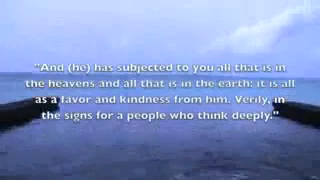 "And (he) has subjected to you all that is in
the heavens and all that is in the earth: it is all
as a favor and kindness from him. Verily, in
the signs for a people who think deeply."